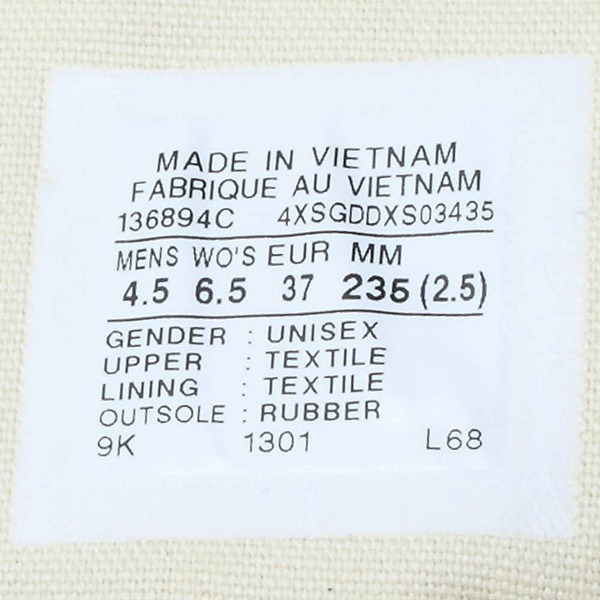 MADE IN VIETNAM
FABRIQUE AU VIETNAM
136894C 4XSGDDXS03435
MENS WO'S EUR MM
4.5 6.5 37 235 (2.5)
GENDER : UNISEX
UPPER : TEXTILE
LINING : TEXTILE
OUTSOLE : RUBBER
9K 1301 L68